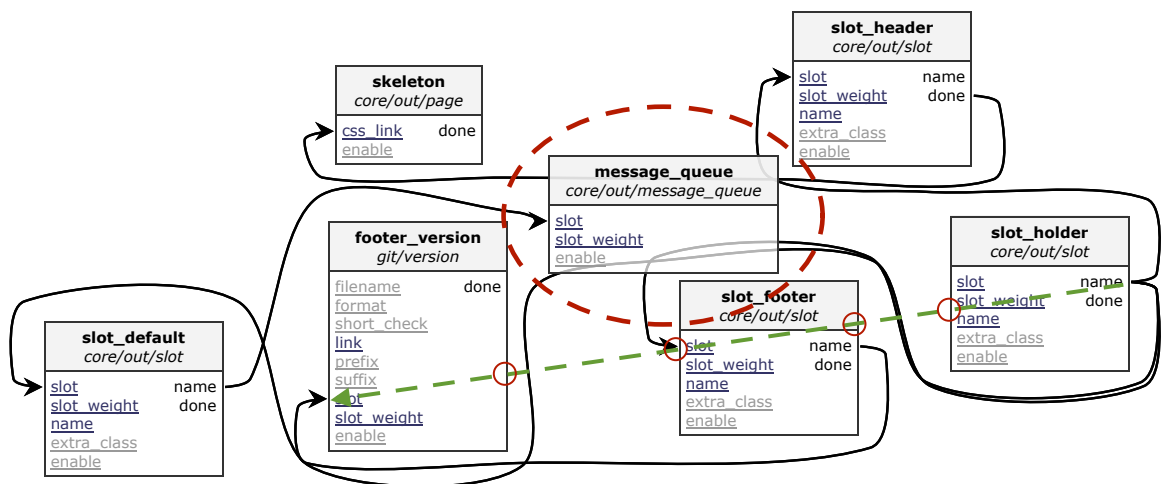 slot_header
core/out/slot
slot name
slot_weight done
name
extra_class
enable
skeleton
core/out/page
css_link done
enable
message_queue
core/out/message_queue
slot
slot_weight
enable
footer_version
git/version
filename done
format
short_check
link
prefix
suffix
slot
slot_weight
enable
slot_holder
core/out/slot
slot name
slot_weight done
name
extra_class
enable
slot_footer
core/out/slot
slot name
slot_weight done
name
extra_class
enable
slot_default
core/out/slot
slot name
slot_weight done
name
extra_class
enable